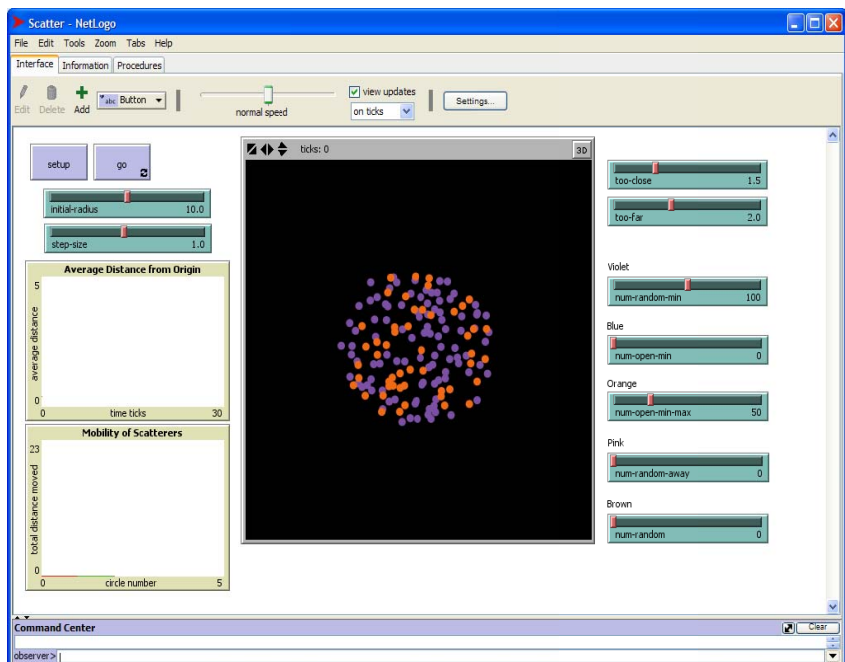 Scatter - NetLogo
File Edit Tools Zoom Tabs Help
Interface Information Procedures
Edit Delete Add abc Button normal speed view updates on ticks Settings...
setup go
initial-radius 10.0
step-size 1.0
Average Distance from Origin
5
average distance
0
0 time ticks 30
Mobility of Scatterers
23
total distance moved
0
0 circle number 5
ticks: 0 3D
too-close 1.5
too-far 2.0
Violet
num-random-min 100
Blue
num-open-min 0
Orange
num-open-min-max 50
Pink
num-random-away 0
Brown
num-random 0
Command Center Clear
observer>